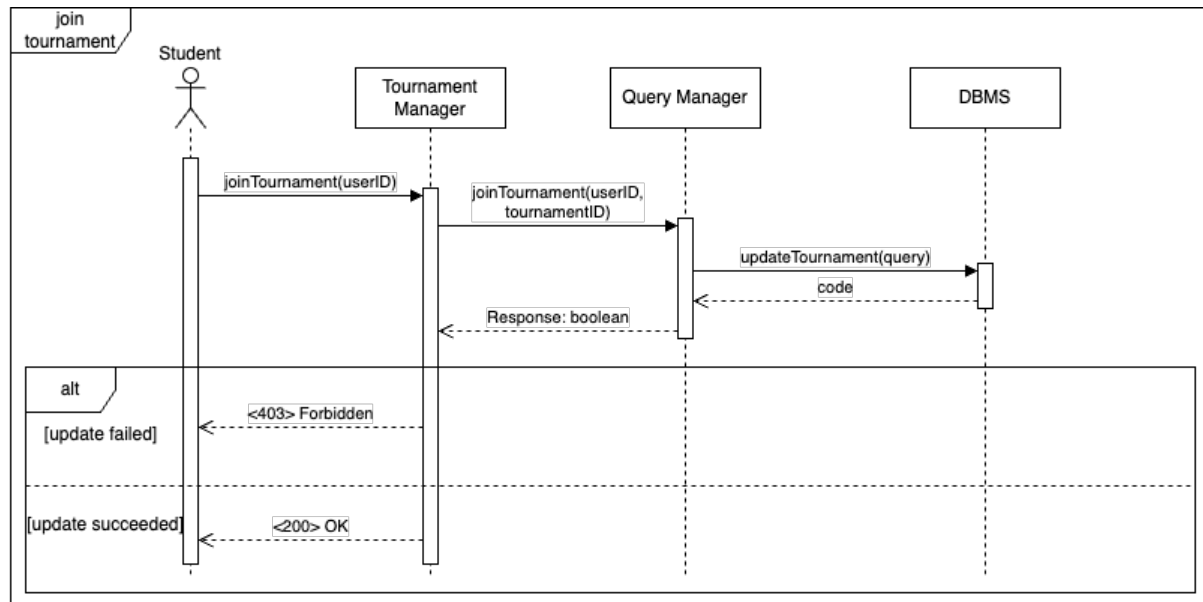 join
tournament
Student
Tournament
Manager
Query Manager
DBMS
joinTournament(userID)
joinTournament(userID,
tournamentID)
updateTournament(query)
code
Response: boolean
alt
<403> Forbidden
[update failed]
[update succeeded]
<200> OK